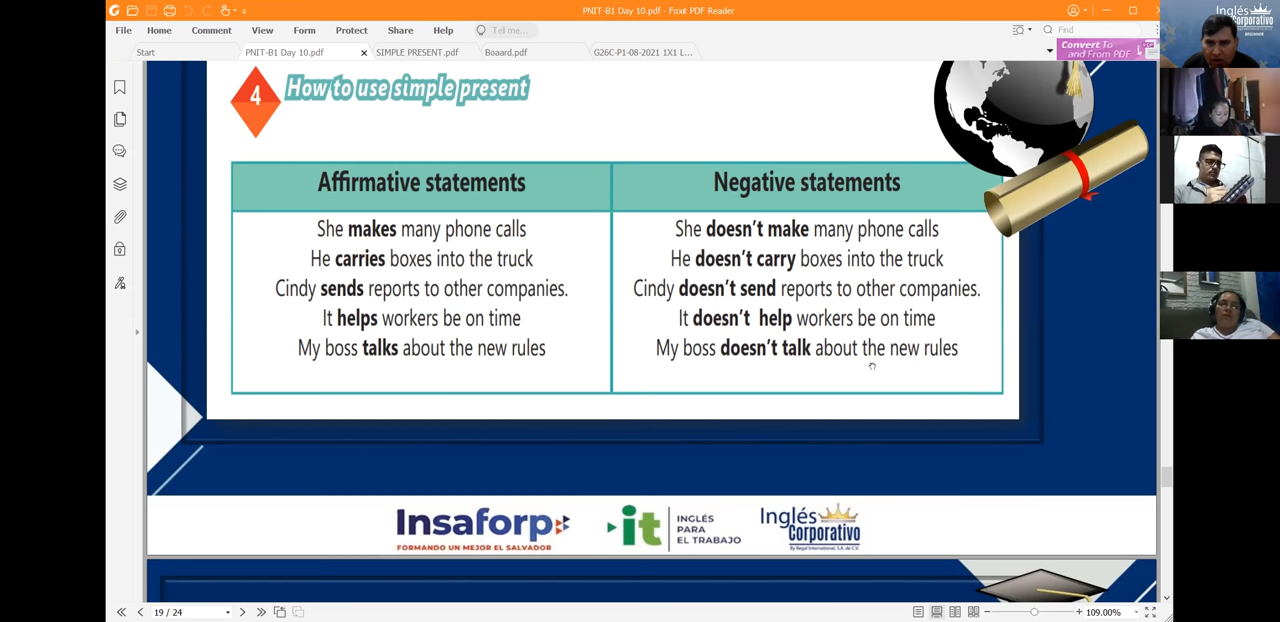 PNIT-B1 Day 10.pdf - Foxit PDF Reader
File Home Comment View Form Protect Share Help Tell me... Find
Start PNIT-B1 Day 10.pdf SIMPLE PRESENT.pdf Boaard.pdf G26C-P1-08-2021 1X1 L...
Convert To
and From PDF
Inglés
Corporativo
BEGINNER
4 How to use simple present
Affirmative statements
She makes many phone calls
He carries boxes into the truck
Cindy sends reports to other companies.
It helps workers be on time
My boss talks about the new rules
Negative statements
She doesn't make many phone calls
He doesn't carry boxes into the truck
Cindy doesn't send reports to other companies.
It doesn't help workers be on time
My boss doesn't talk about the new rules
Insaforp
FORMANDO UN MEJOR EL SALVADOR
it
INGLÉS
PARA
EL TRABAJO
Inglés
Corporativo
By Regal International, S.A. de C.V.
19 / 24
109.00%